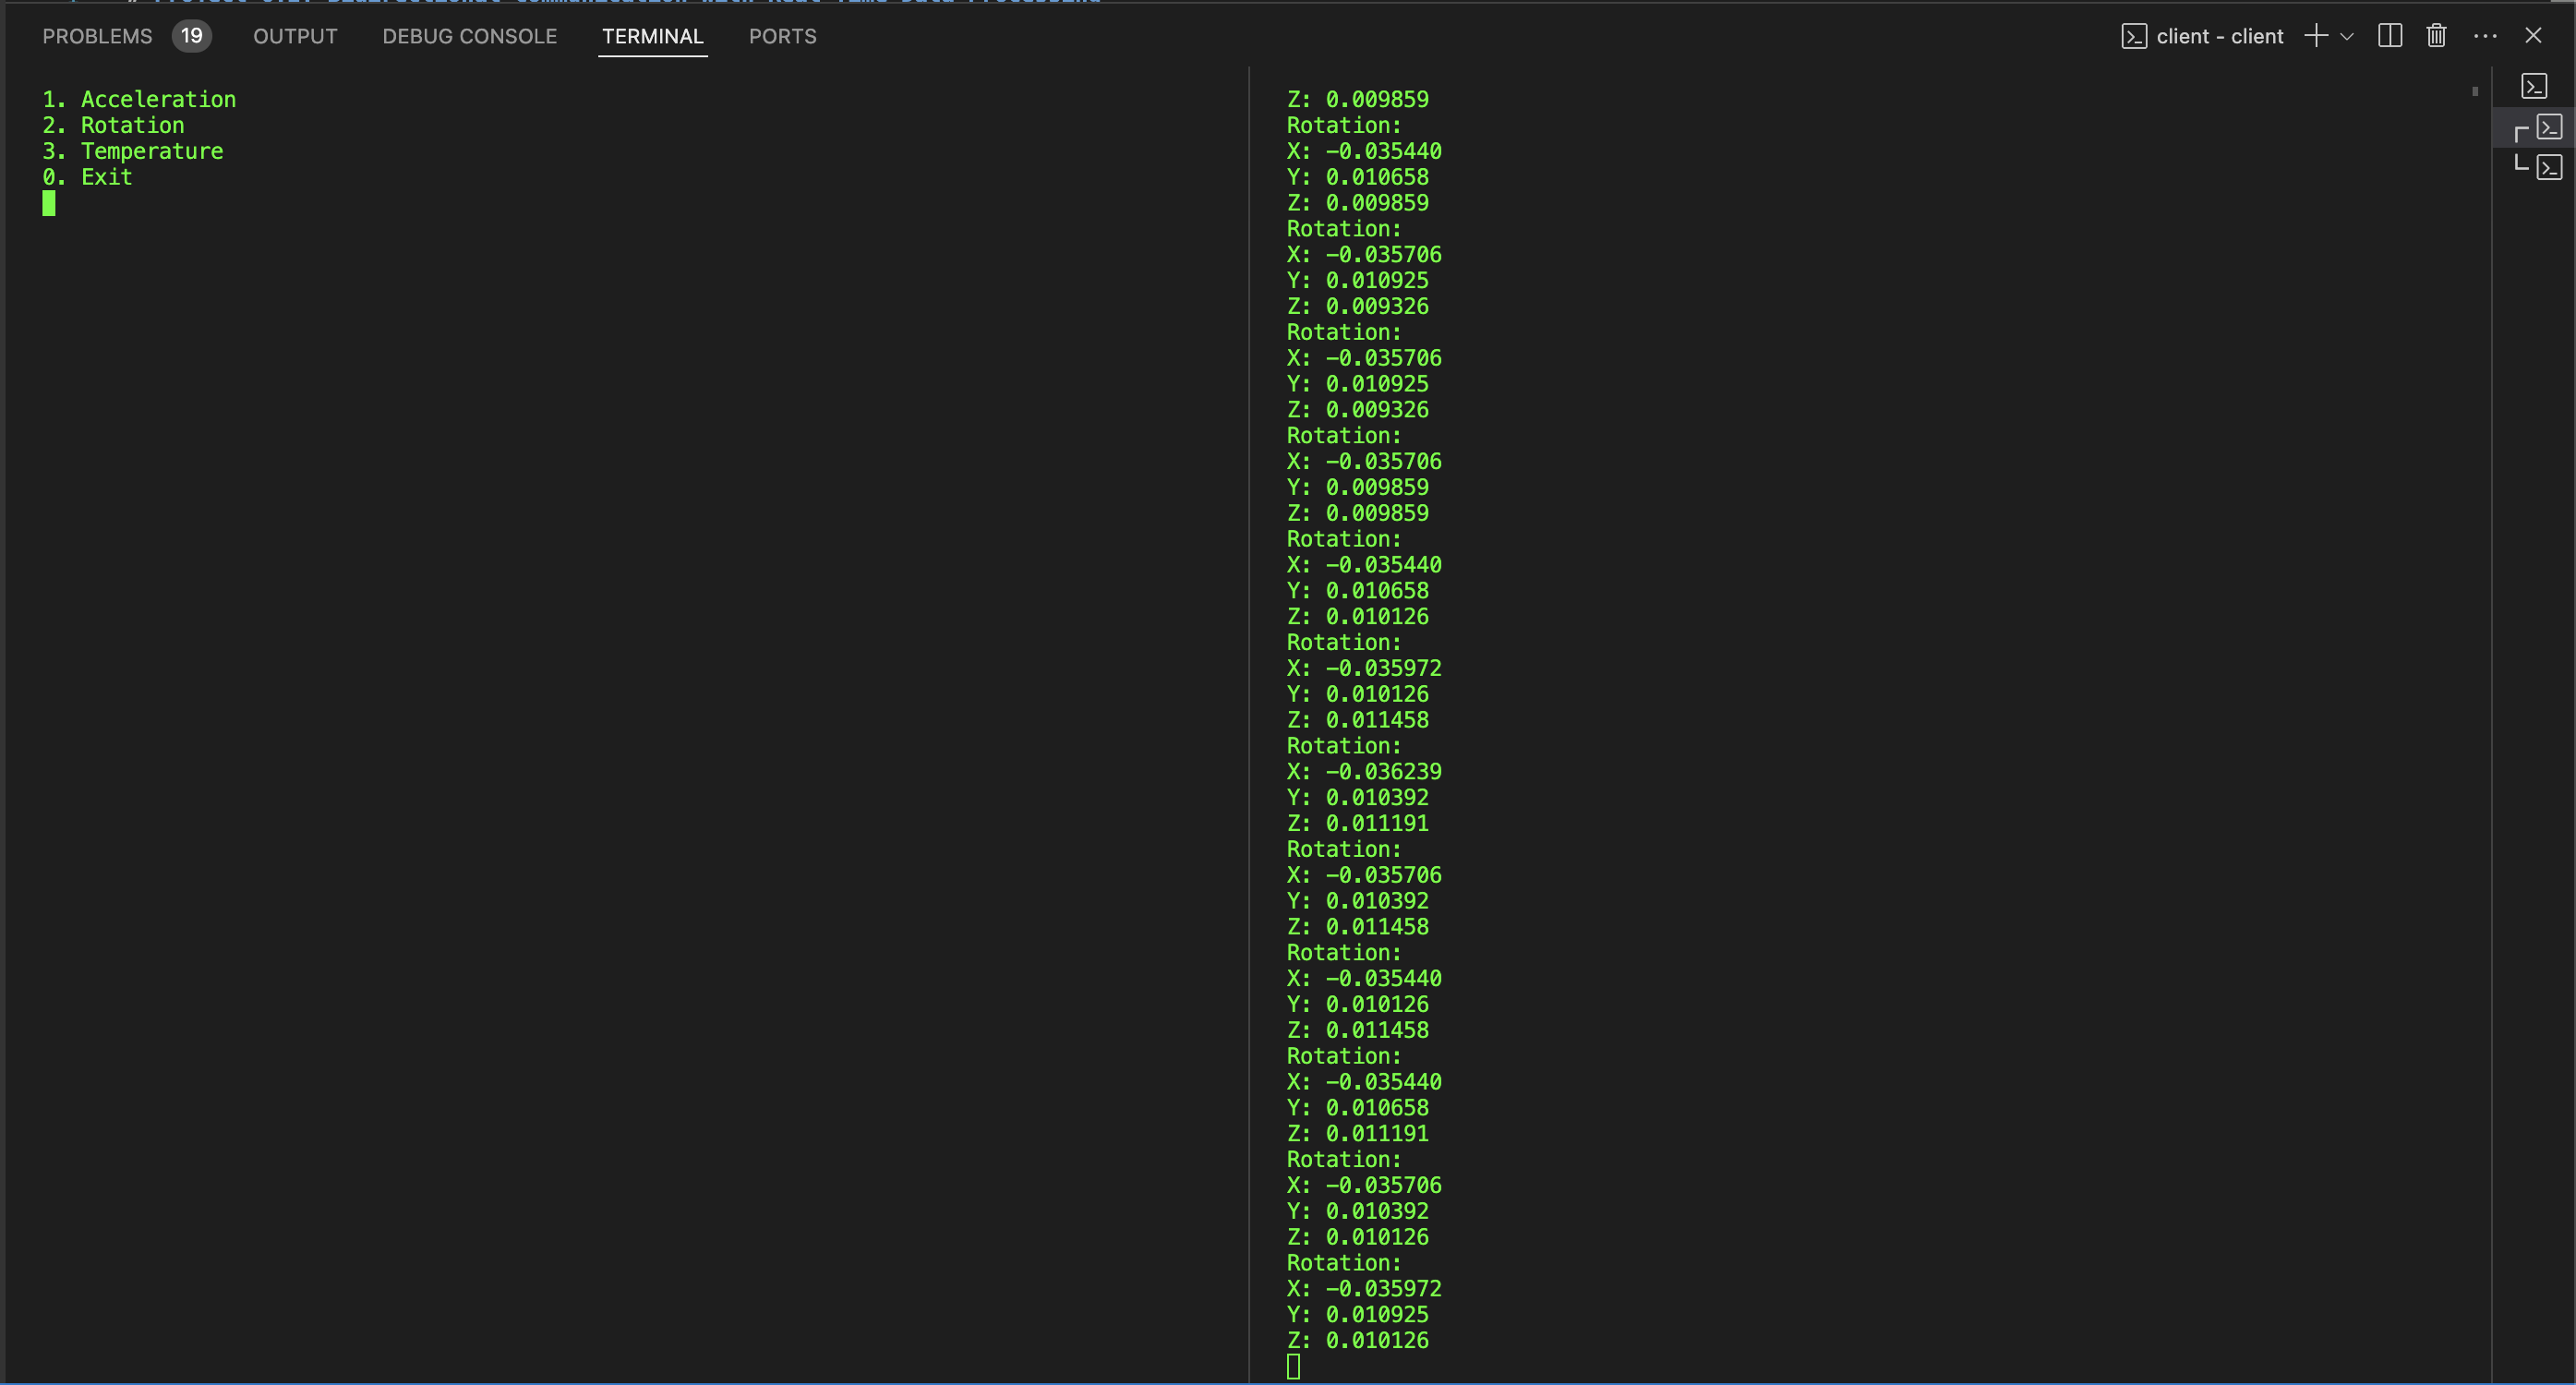 PROBLEMS 19 OUTPUT DEBUG CONSOLE TERMINAL PORTS client - client
1. Acceleration
2. Rotation
3. Temperature
0. Exit
Z: 0.009859
Rotation:
X: -0.035440
Y: 0.010658
Z: 0.009859
Rotation:
X: -0.035706
Y: 0.010925
Z: 0.009326
Rotation:
X: -0.035706
Y: 0.010925
Z: 0.009326
Rotation:
X: -0.035706
Y: 0.009859
Z: 0.009859
Rotation:
X: -0.035440
Y: 0.010658
Z: 0.010126
Rotation:
X: -0.035972
Y: 0.010126
Z: 0.011458
Rotation:
X: -0.036239
Y: 0.010392
Z: 0.011191
Rotation:
X: -0.035706
Y: 0.010392
Z: 0.011458
Rotation:
X: -0.035440
Y: 0.010126
Z: 0.011458
Rotation:
X: -0.035440
Y: 0.010658
Z: 0.011191
Rotation:
X: -0.035706
Y: 0.010392
Z: 0.010126
Rotation:
X: -0.035972
Y: 0.010925
Z: 0.010126